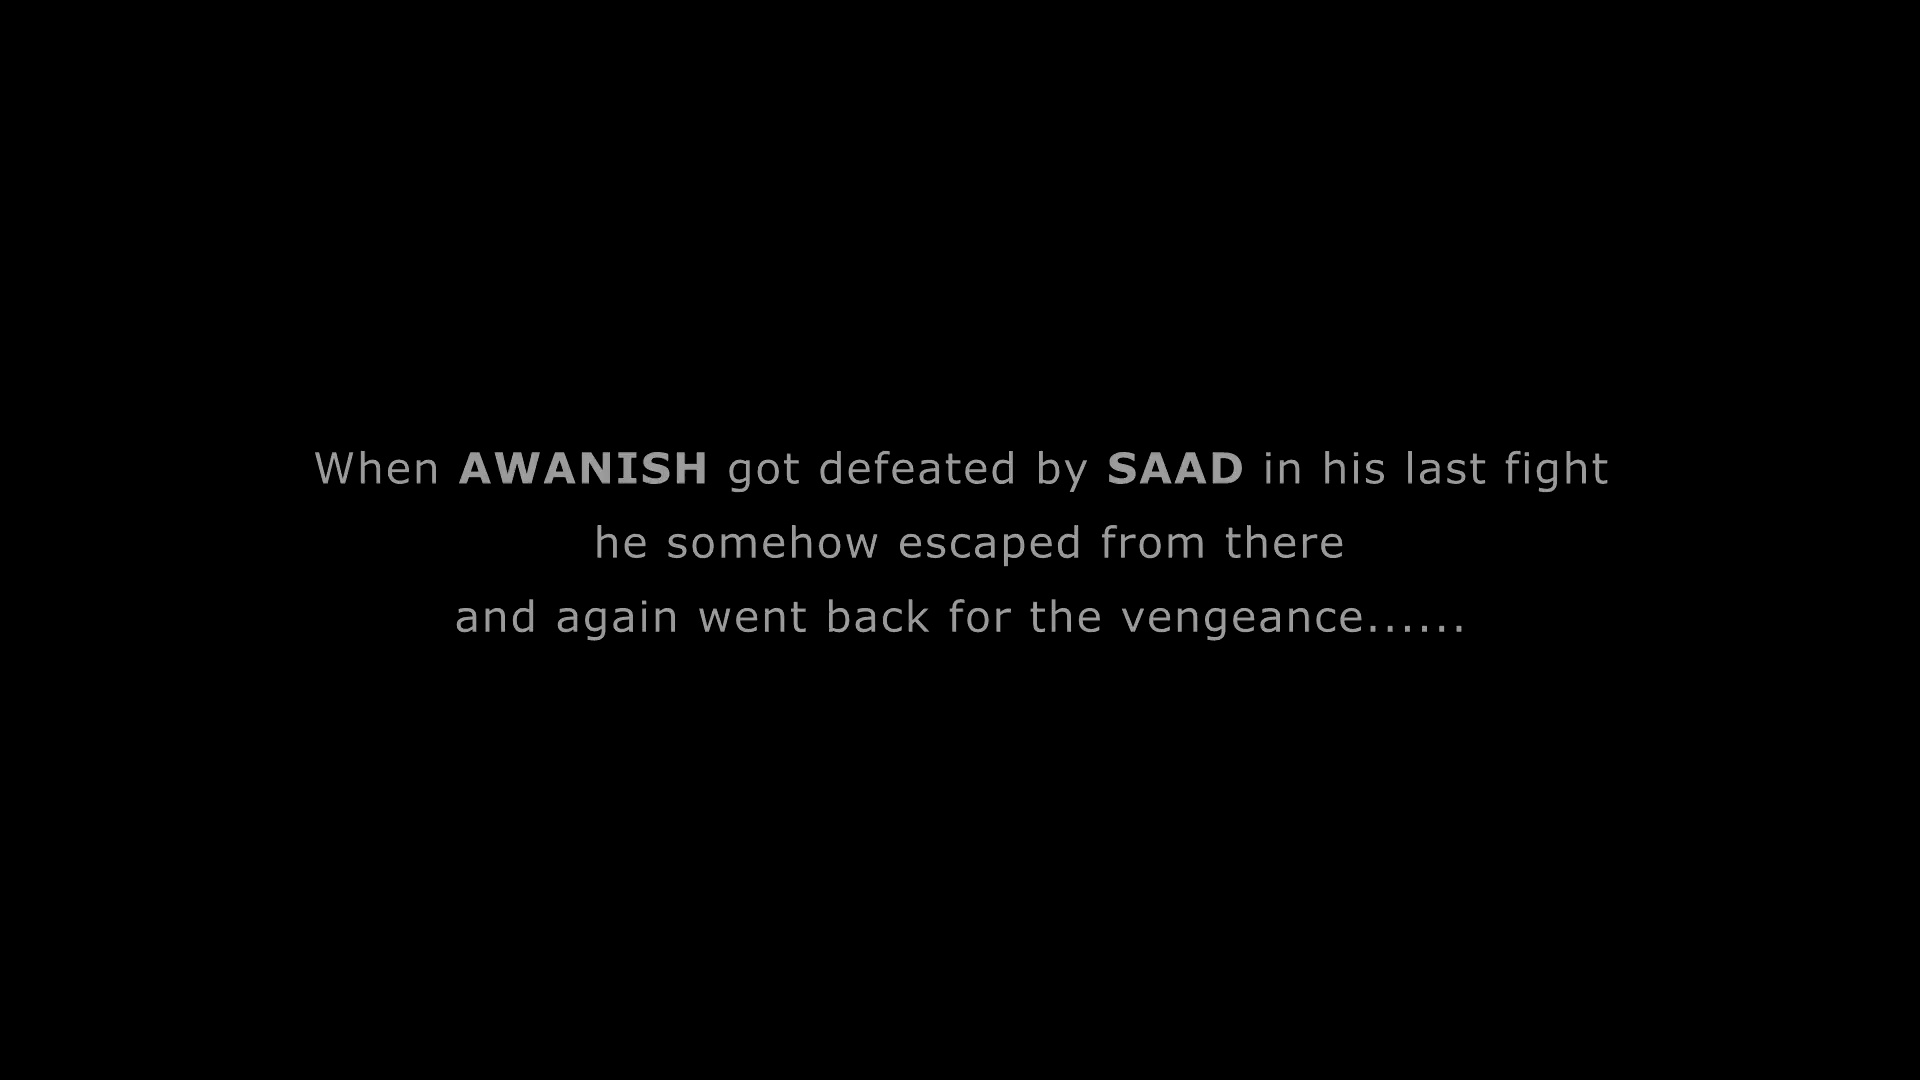 When AWANISH got defeated by SAAD in his last fight
he somehow escaped from there
and again went back for the vengeance......